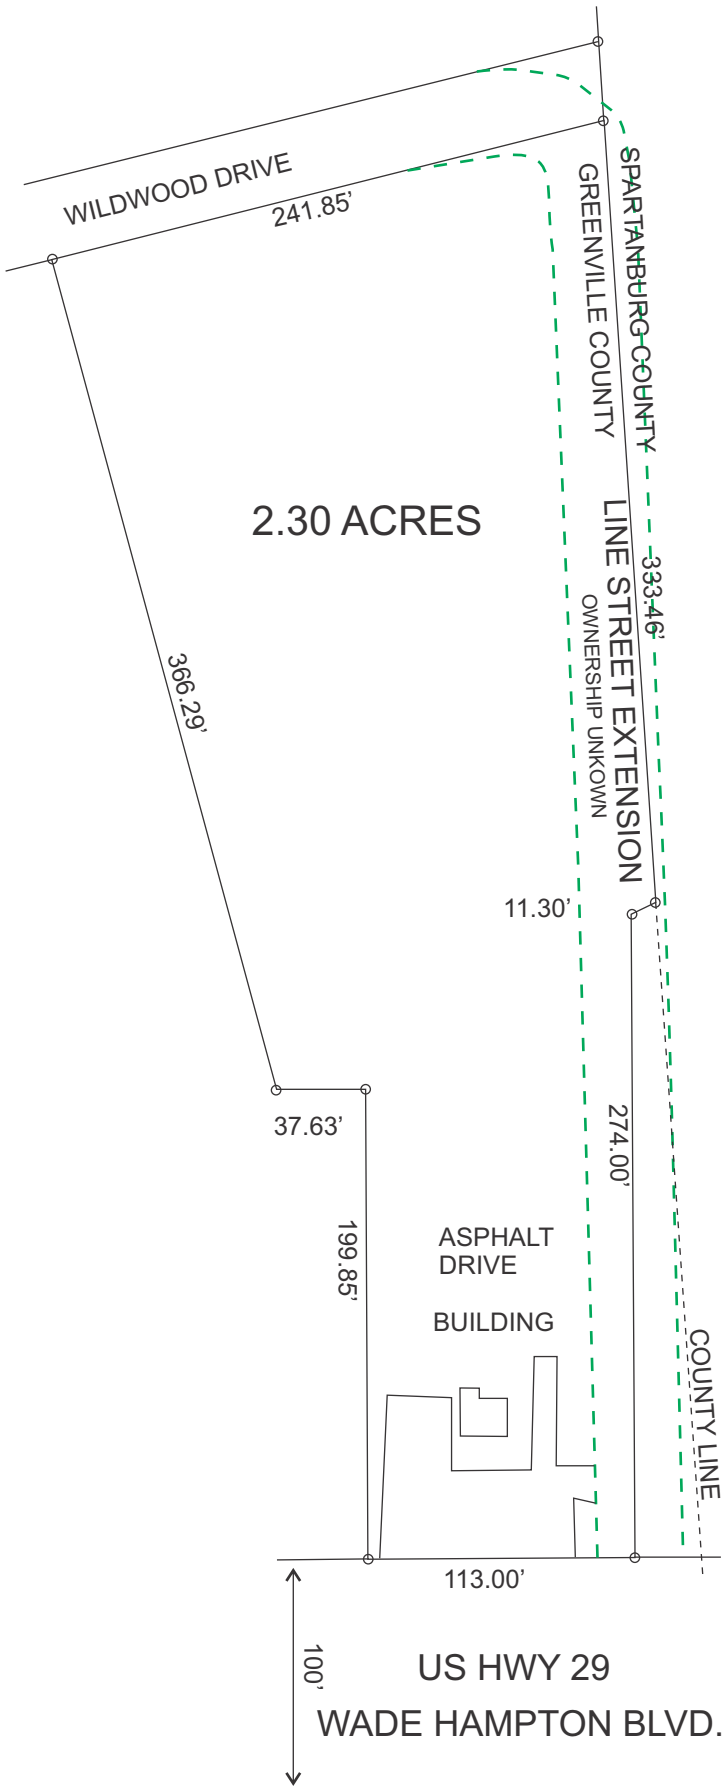 WILDWOOD DRIVE
241.85’
SPARTANBURG COUNTY
GREENVILLE COUNTY
2.30 ACRES
LINE STREET EXTENSION
OWNERSHIP UNKOWN
333.46’
366.29’
11.30’
37.63’
274.00’
199.85’
ASPHALT
DRIVE
BUILDING
COUNTY LINE
113.00’
100’
US HWY 29
WADE HAMPTON BLVD.